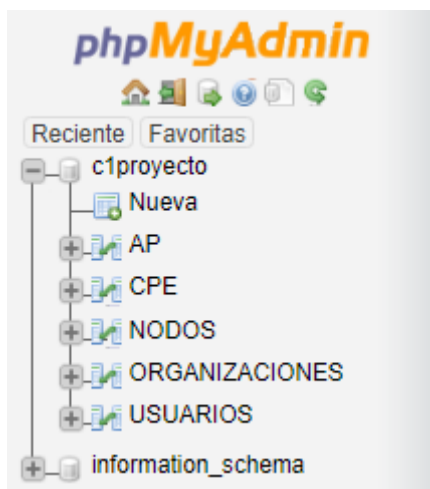 phpMyAdmin
Reciente Favoritas
c1proyecto
Nueva
AP
CPE
NODOS
ORGANIZACIONES
USUARIOS
information_schema